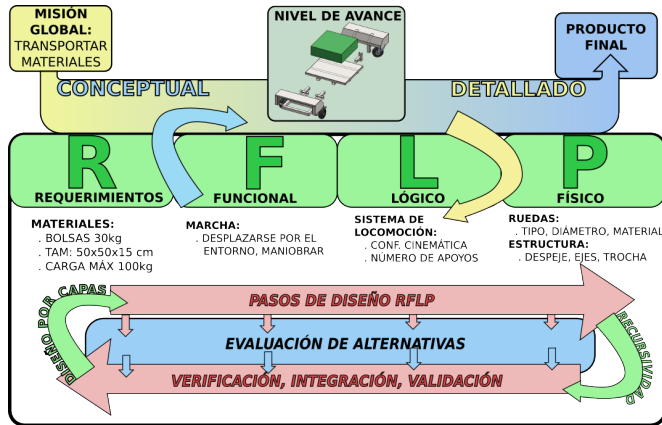 MISIÓN
GLOBAL:
TRANSPORTAR
MATERIALES
NIVEL DE AVANCE
PRODUCTO
FINAL
CONCEPTUAL
DETALLADO
R
REQUERIMIENTOS
F
FUNCIONAL
L
LÓGICO
P
FÍSICO
MATERIALES:
. BOLSAS 30kg
. TAM: 50x50x15 cm
. CARGA MÁX 100kg
MARCHA:
. DESPLAZARSE POR EL
ENTORNO, MANIOBRAR
SISTEMA DE
LOCOMOCIÓN:
. CONF. CINEMÁTICA
. NÚMERO DE APOYOS
RUEDAS:
. TIPO, DIÁMETRO, MATERIAL
ESTRUCTURA:
. DESPEJE, EJES, TROCHA
DISEÑO POR CAPAS
PASOS DE DISEÑO RFLP
RECURSIVIDAD
EVALUACIÓN DE ALTERNATIVAS
VERIFICACIÓN, INTEGRACIÓN, VALIDACIÓN